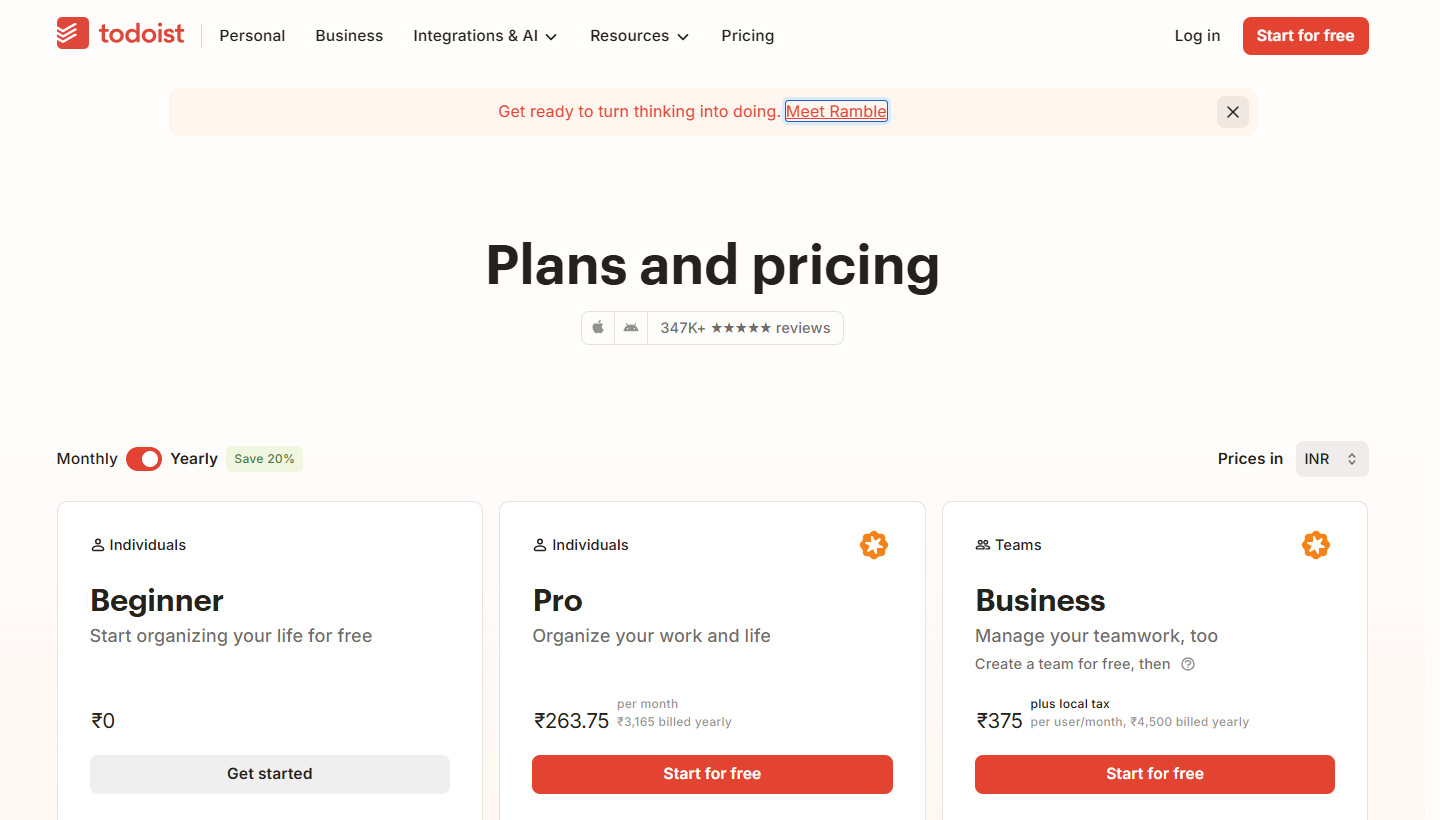 todoist
Personal
Business
Integrations & AI
Resources
Pricing
Log in
Start for free
Get ready to turn thinking into doing. Meet Ramble
Plans and pricing
347K+ ★★★★★ reviews
Monthly
Yearly
Save 20%
Prices in
INR
Individuals
Beginner
Start organizing your life for free
₹0
Get started
Individuals
Pro
Organize your work and life
₹263.75
per month
₹3,165 billed yearly
Start for free
Teams
Business
Manage your teamwork, too
Create a team for free, then
₹375
plus local tax
per user/month, ₹4,500 billed yearly
Start for free